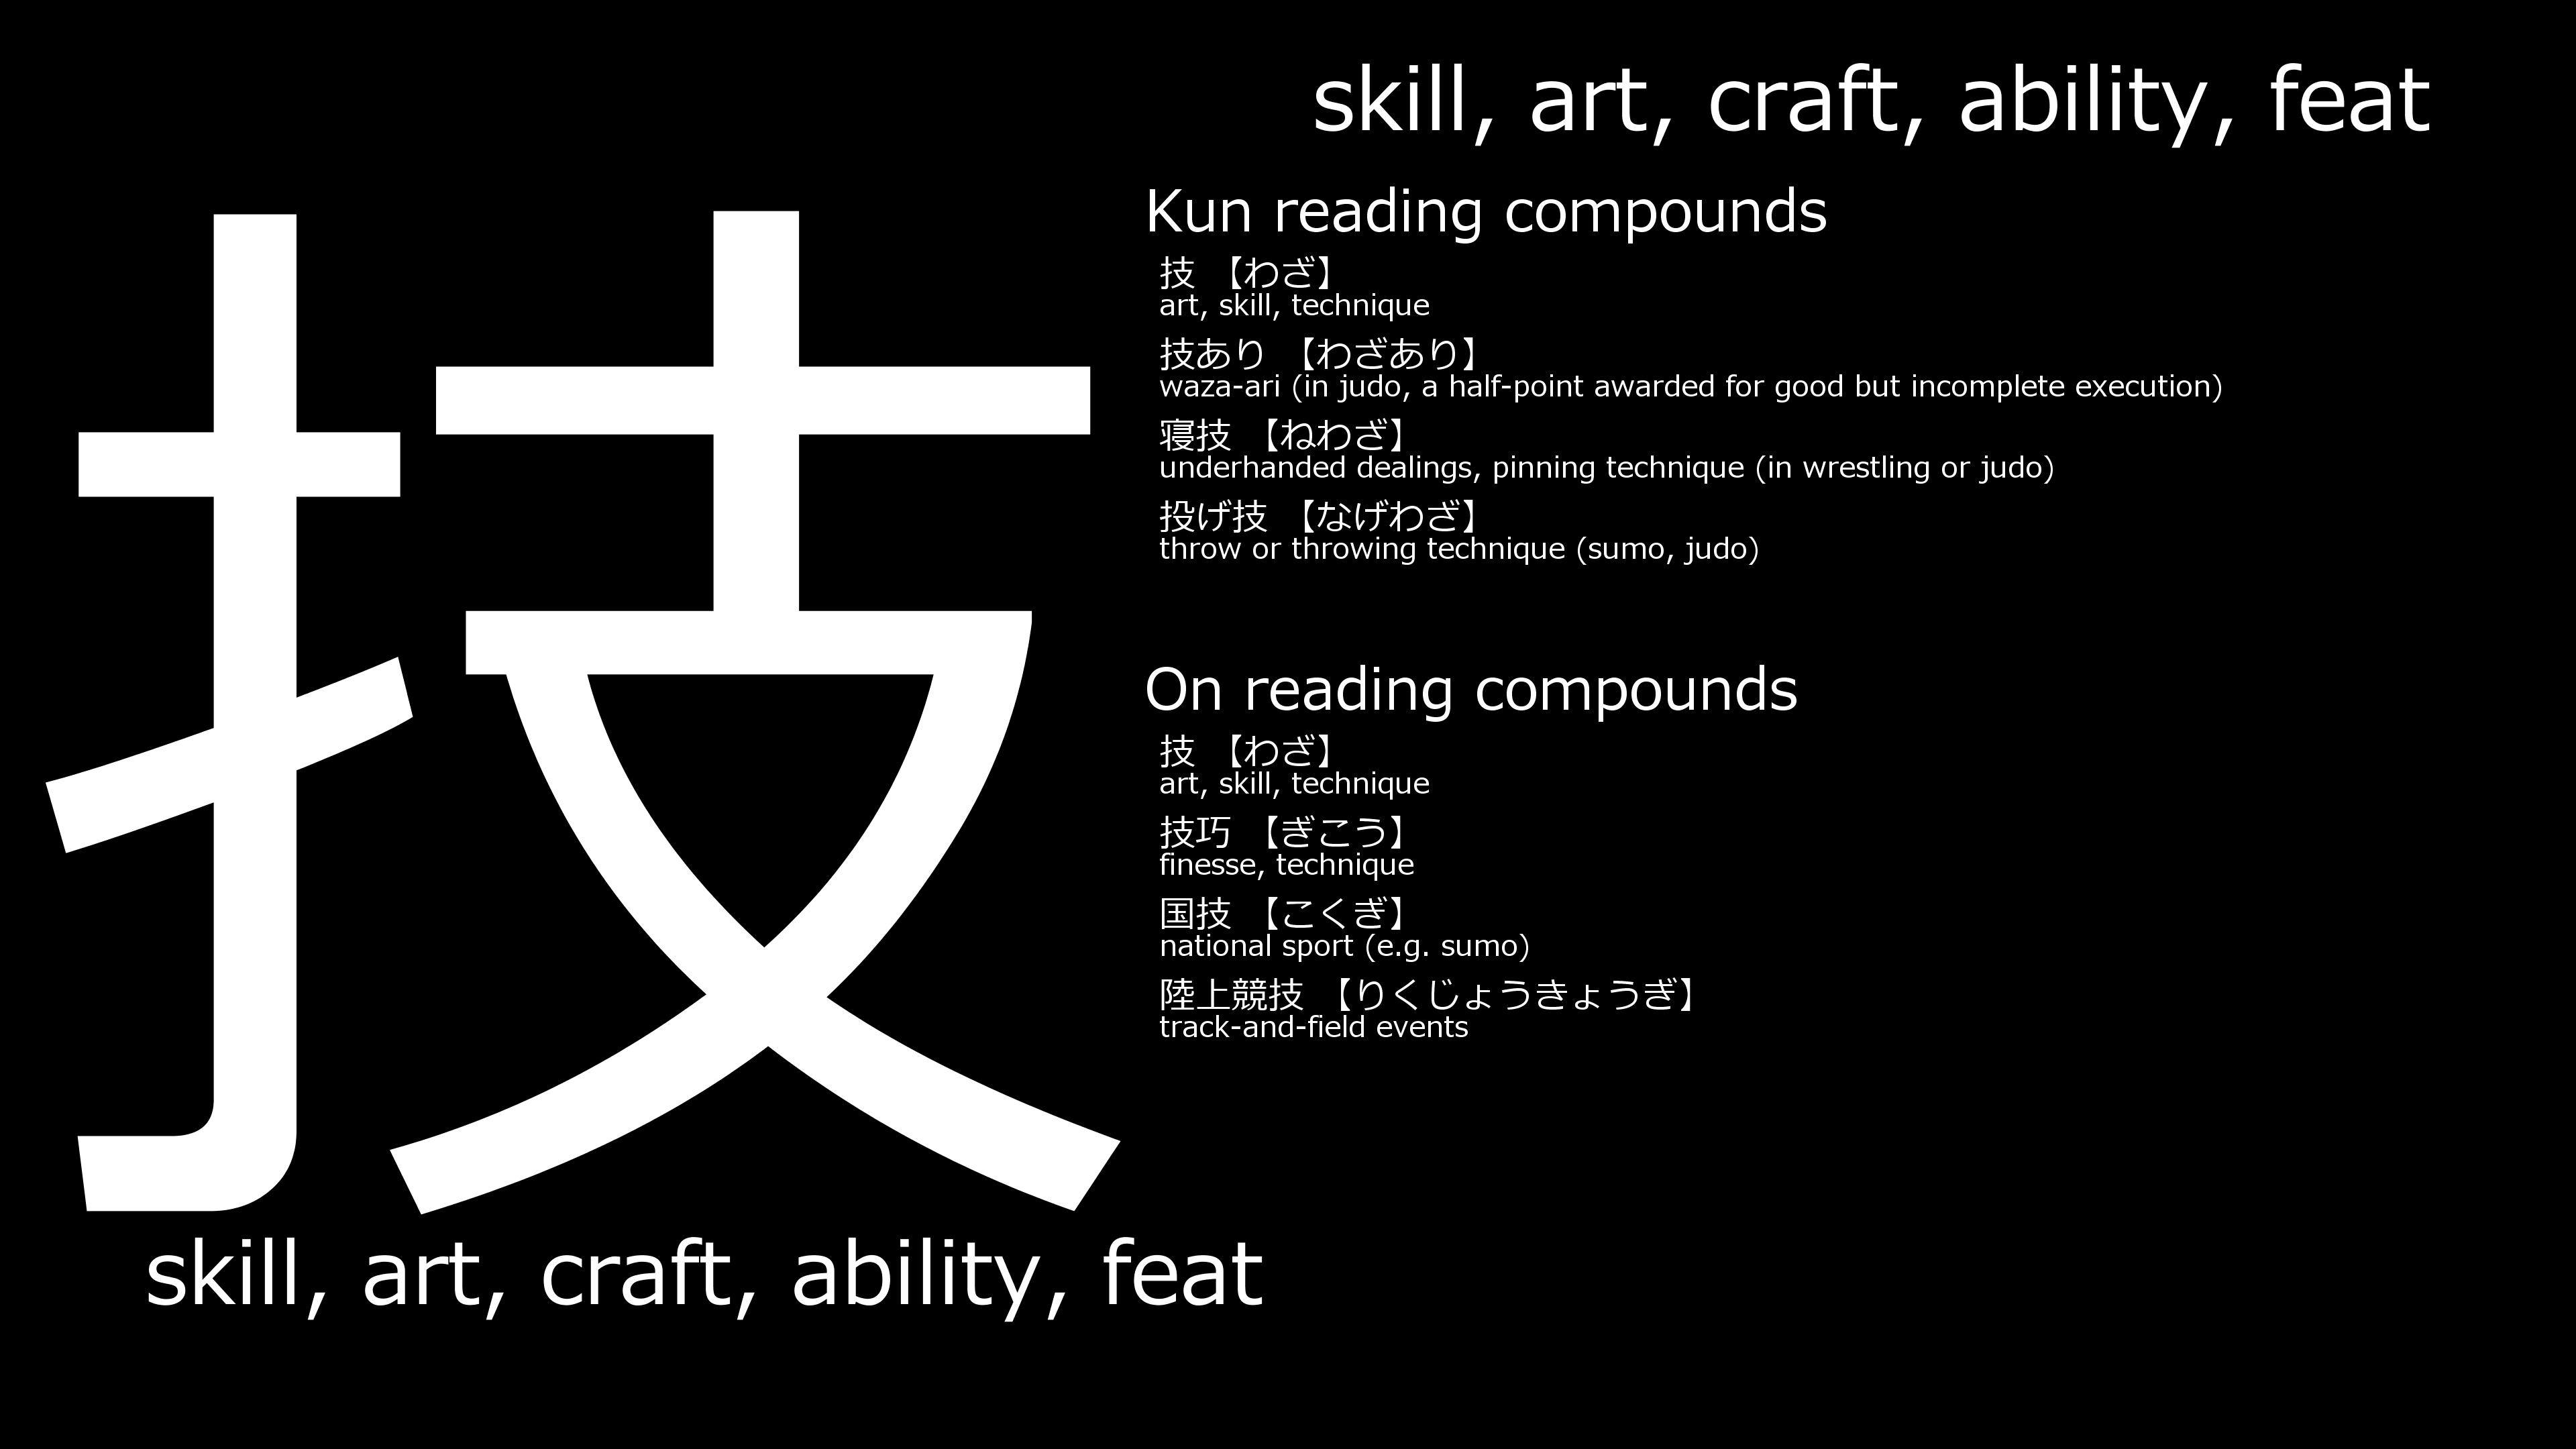 技
skill, art, craft, ability, feat
skill, art, craft, ability, feat
Kun reading compounds
技 【わざ】
art, skill, technique
技あり 【わざあり】
waza-ari (in judo, a half-point awarded for good but incomplete execution)
寝技 【ねわざ】
underhanded dealings, pinning technique (in wrestling or judo)
投げ技 【なげわざ】
throw or throwing technique (sumo, judo)
On reading compounds
技 【わざ】
art, skill, technique
技巧 【ぎこう】
finesse, technique
国技 【こくぎ】
national sport (e.g. sumo)
陸上競技 【りくじょうきょうぎ】
track-and-field events